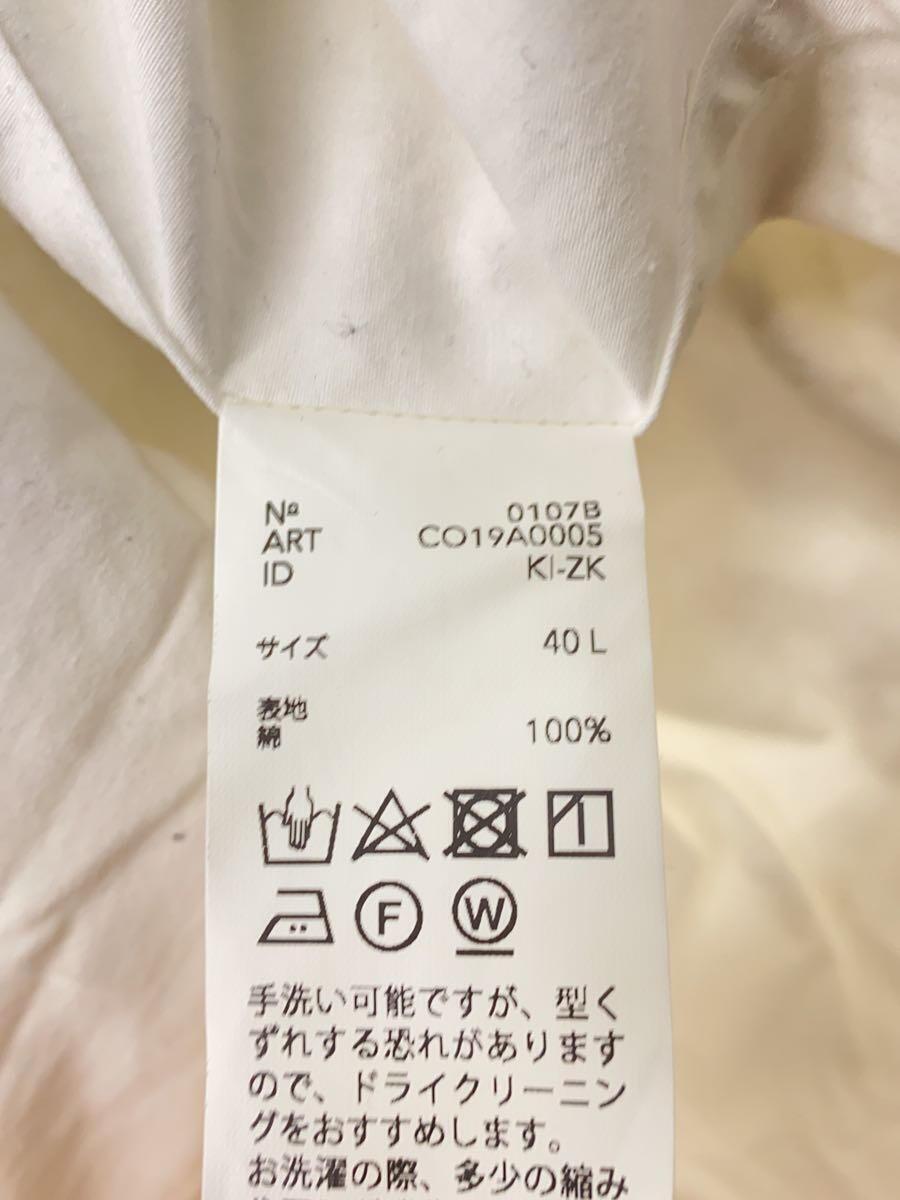 Nº 0107B
ART CO19A0005
ID KI-ZK
サイズ 40 L
表地
綿 100%
F W
手洗い可能ですが、型く
ずれする恐れがあります
ので、ドライクリーニン
グをおすすめします。
お洗濯の際、多少の縮み